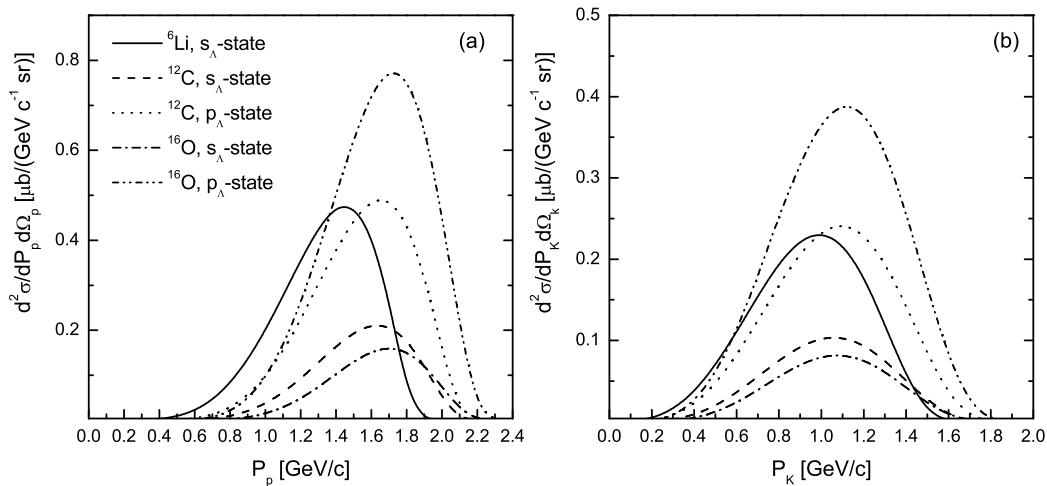 (a)
⁶Li, s_Λ-state
¹²C, s_Λ-state
¹²C, p_Λ-state
¹⁶O, s_Λ-state
¹⁶O, p_Λ-state
0.8
0.6
0.4
0.2
d²σ/dP_pdΩ_p [μb/(GeV c⁻¹ sr)]
0.0 0.2 0.4 0.6 0.8 1.0 1.2 1.4 1.6 1.8 2.0 2.2 2.4
P_p [GeV/c]
(b)
0.5
0.4
0.3
0.2
0.1
d²σ/dP_KdΩ_k [μb/(GeV c⁻¹ sr)]
0.0 0.2 0.4 0.6 0.8 1.0 1.2 1.4 1.6 1.8 2.0
P_K [GeV/c]